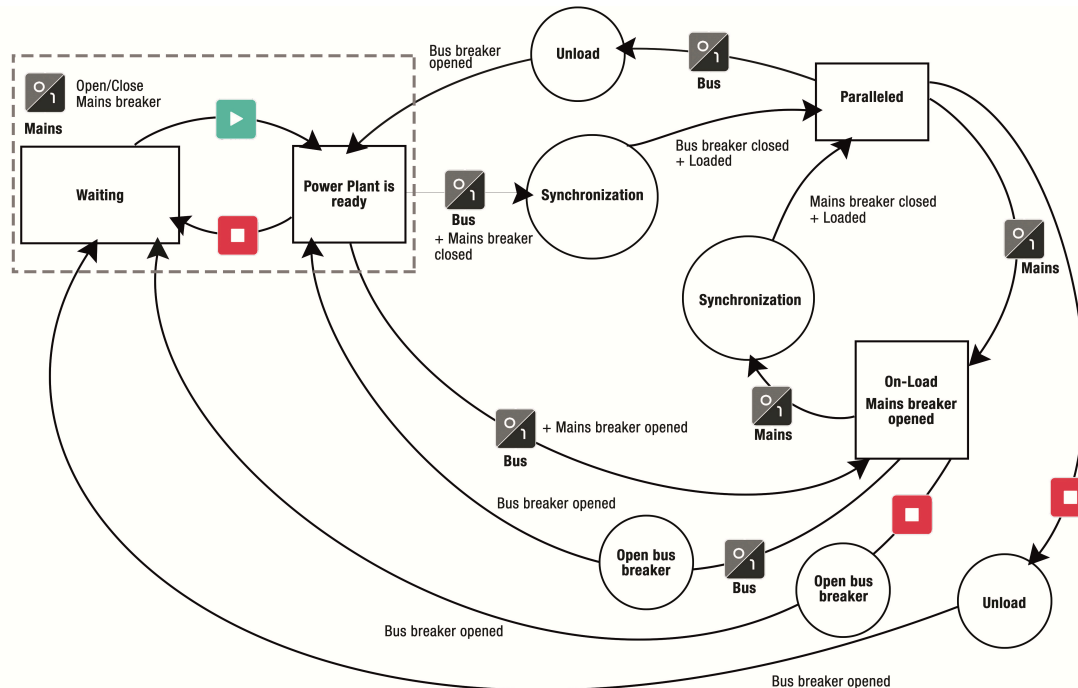 Bus breaker
opened
Unload
Bus
Paralleled
Open/Close
Mains breaker
Mains
Waiting
Power Plant is
ready
Bus
+ Mains breaker
closed
Synchronization
Bus breaker closed
+ Loaded
Mains breaker closed
+ Loaded
Mains
Synchronization
On-Load
Mains breaker
opened
Mains
+ Mains breaker opened
Bus
Bus breaker opened
Open bus
breaker
Bus
Open bus
breaker
Unload
Bus breaker opened
Bus breaker opened